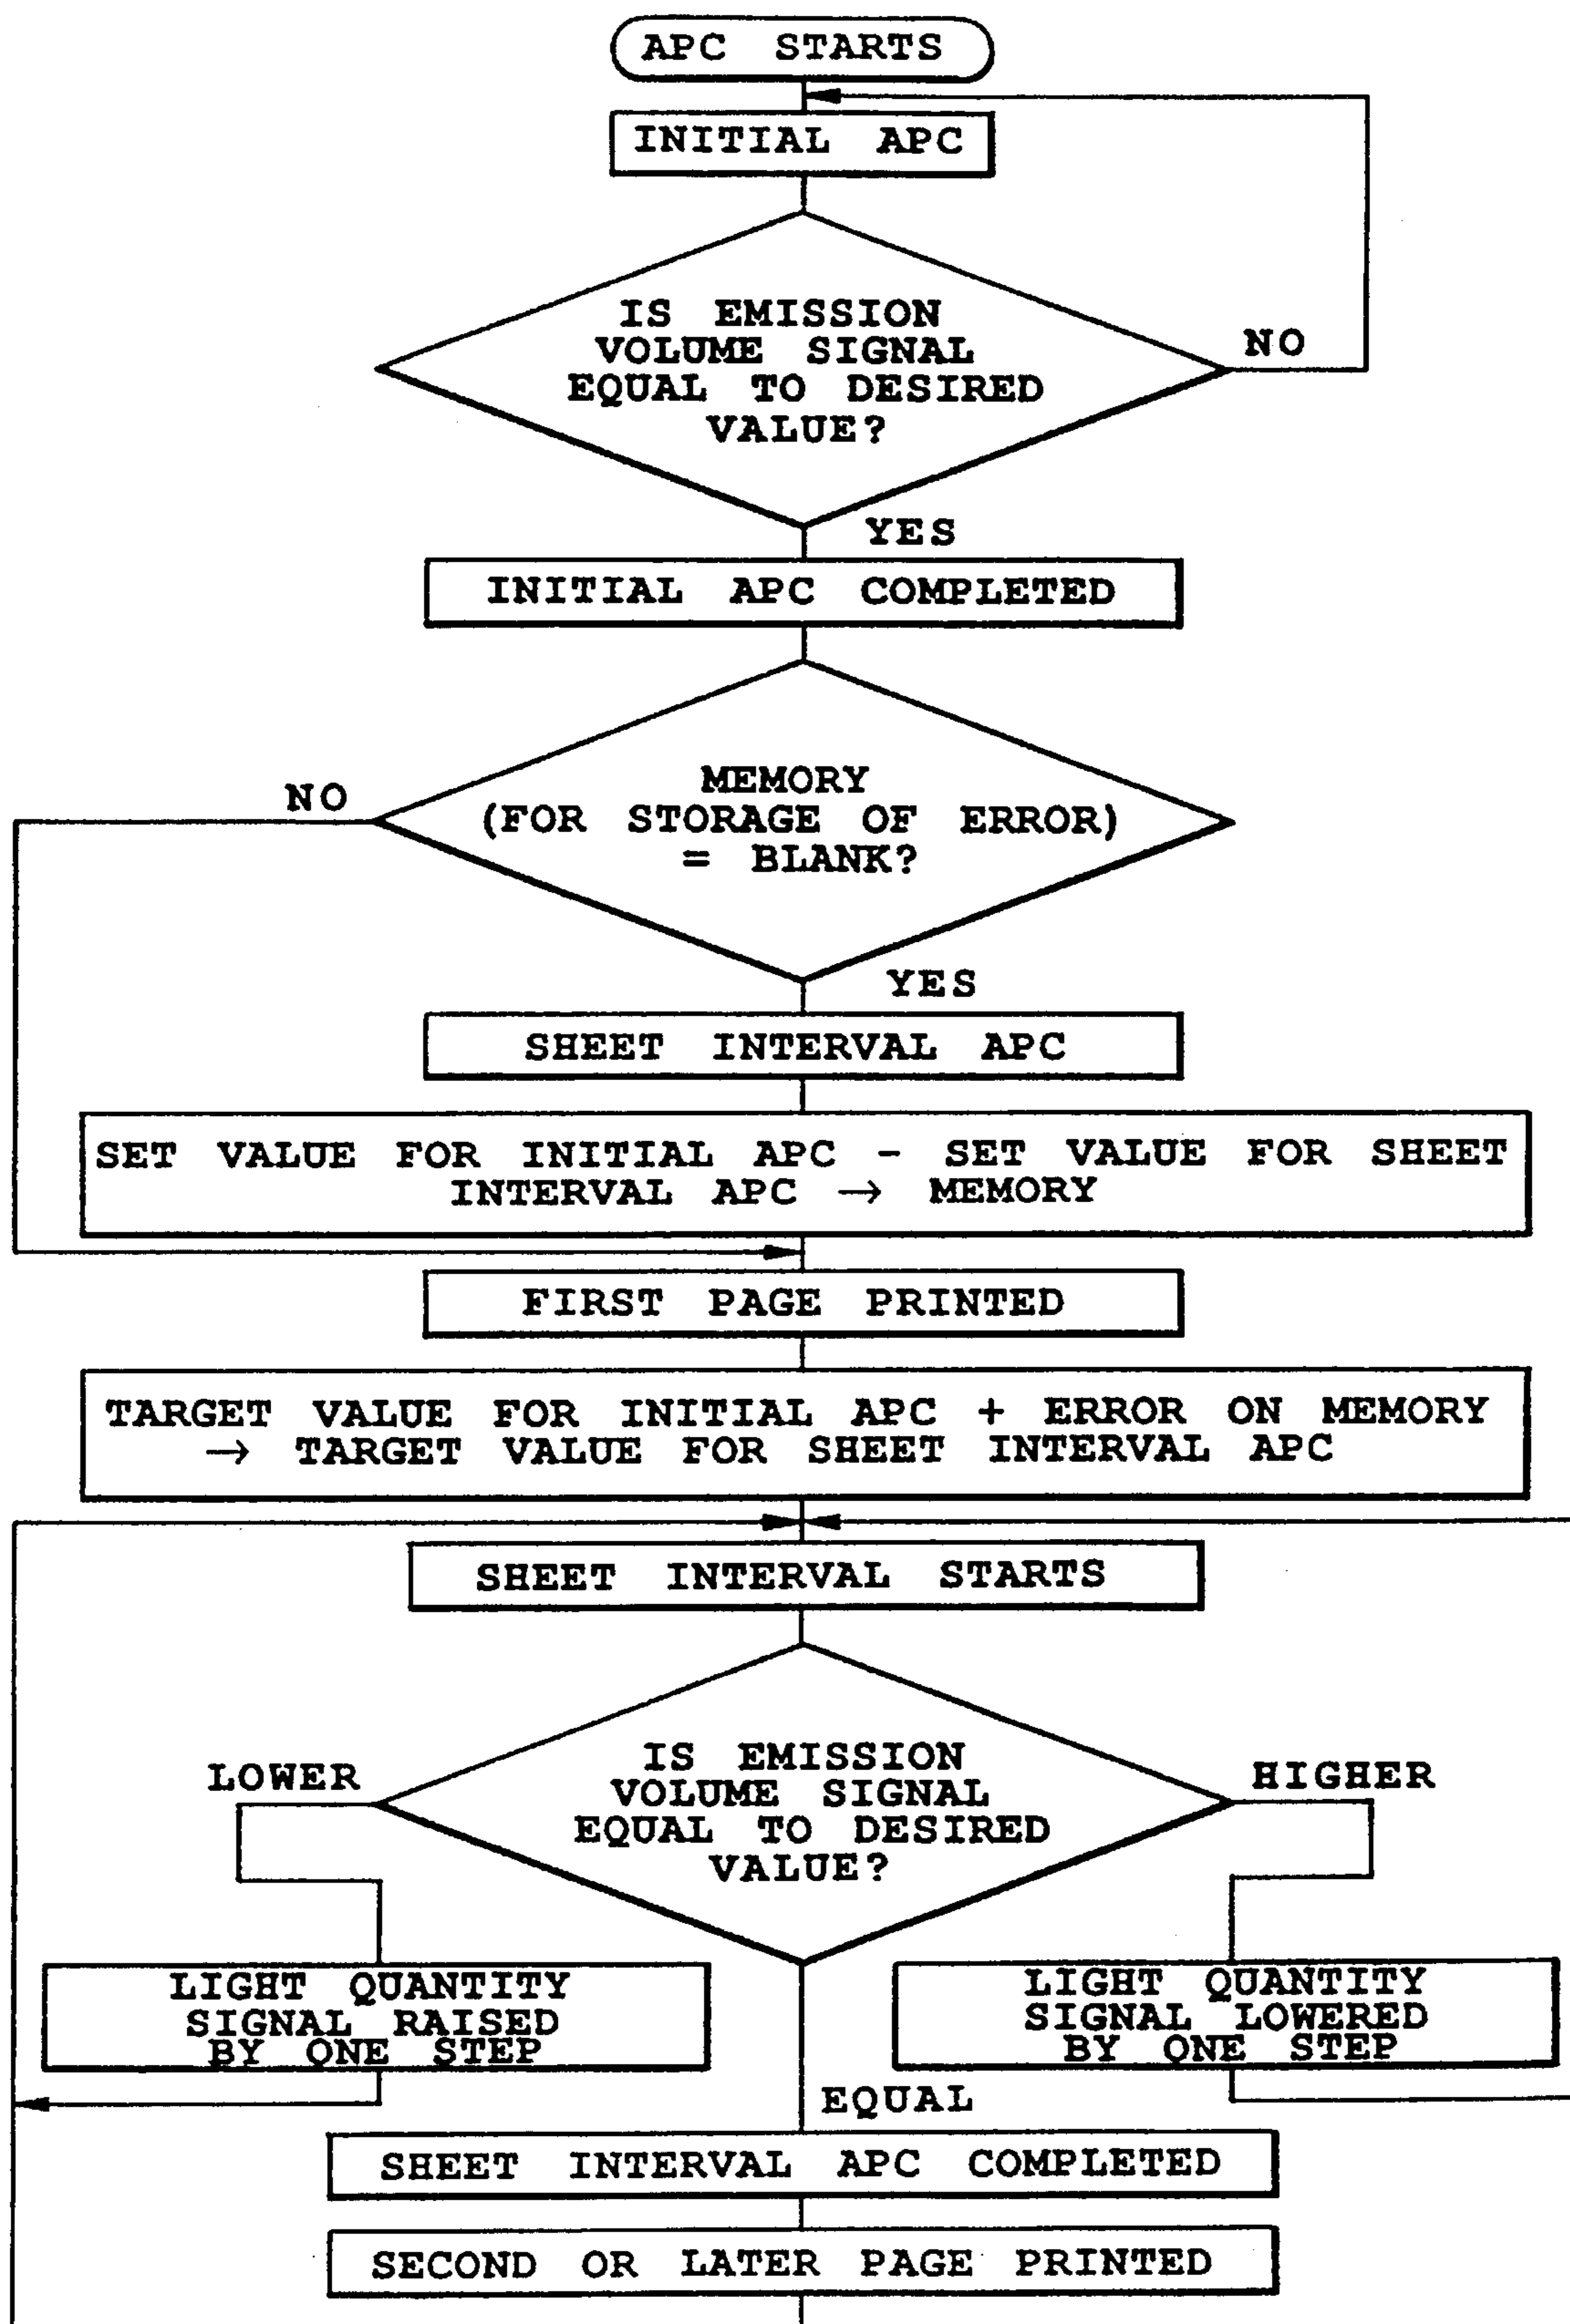 APC STARTS
INITIAL APC
IS EMISSION
VOLUME SIGNAL
EQUAL TO DESIRED
VALUE?
NO
YES
INITIAL APC COMPLETED
MEMORY
(FOR STORAGE OF ERROR)
= BLANK?
NO
YES
SHEET INTERVAL APC
SET VALUE FOR INITIAL APC - SET VALUE FOR SHEET
INTERVAL APC → MEMORY
FIRST PAGE PRINTED
TARGET VALUE FOR INITIAL APC + ERROR ON MEMORY
→ TARGET VALUE FOR SHEET INTERVAL APC
SHEET INTERVAL STARTS
IS EMISSION
VOLUME SIGNAL
EQUAL TO DESIRED
VALUE?
LOWER
HIGHER
LIGHT QUANTITY
SIGNAL RAISED
BY ONE STEP
LIGHT QUANTITY
SIGNAL LOWERED
BY ONE STEP
EQUAL
SHEET INTERVAL APC COMPLETED
SECOND OR LATER PAGE PRINTED